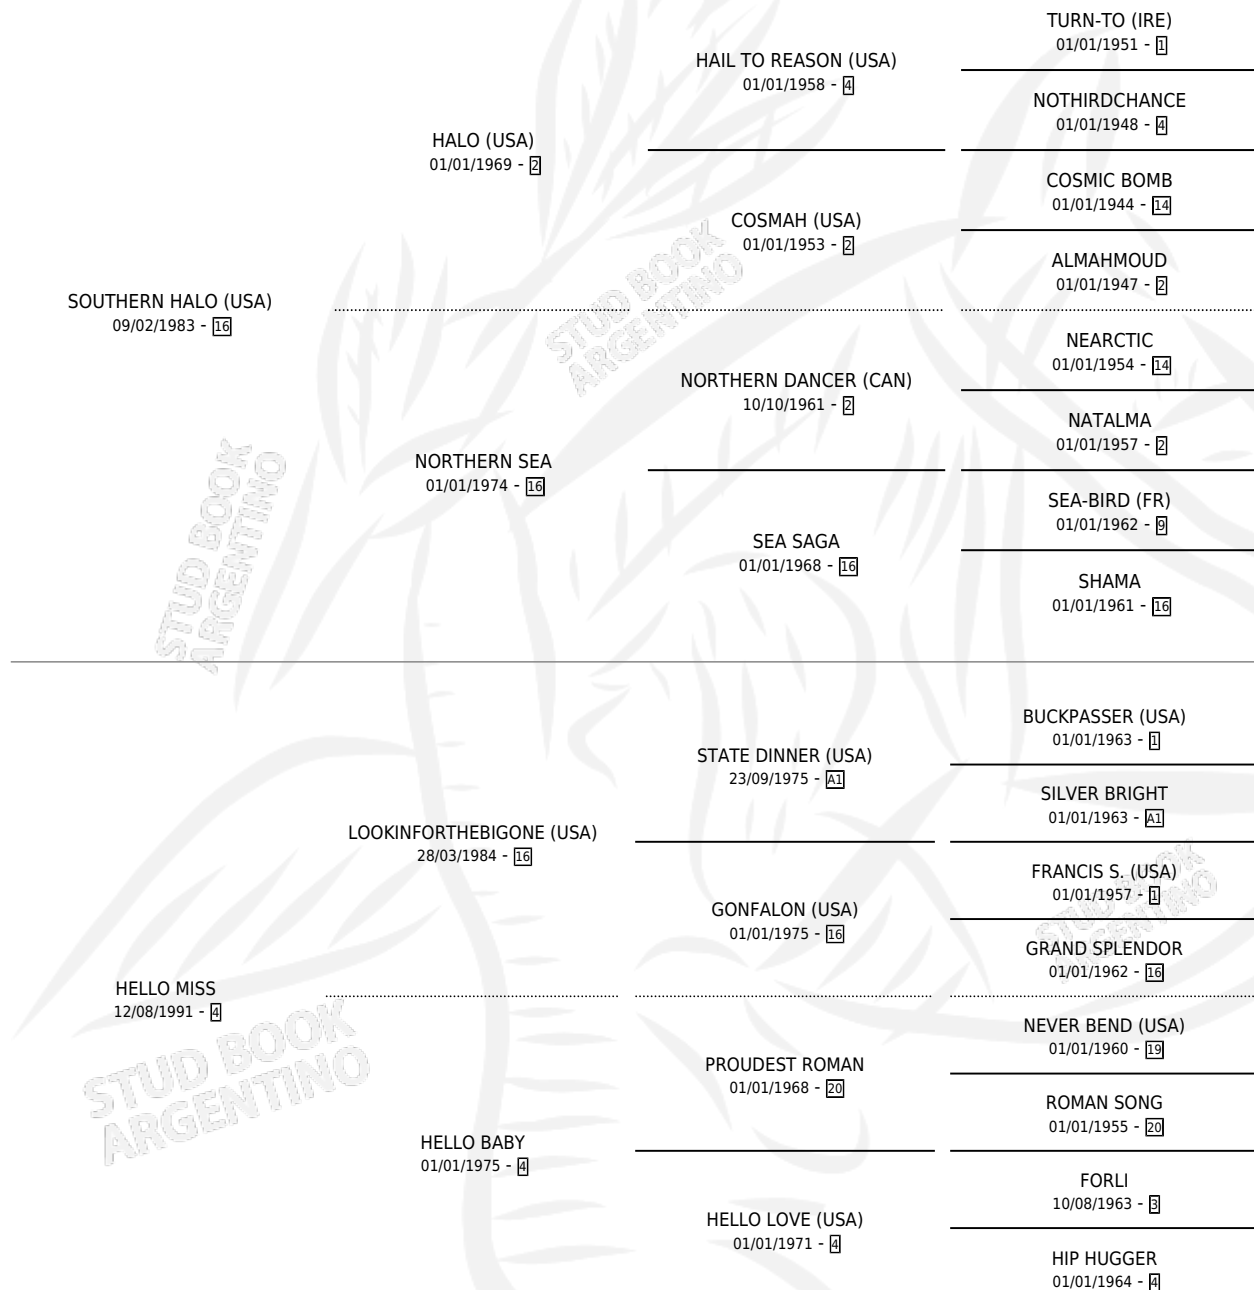 TURN-TO (IRE)
01/01/1951 - 1
HAIL TO REASON (USA)
01/01/1958 - 4
NOTHIRDCHANCE
01/01/1948 - 4
HALO (USA)
01/01/1969 - 2
COSMIC BOMB
01/01/1944 - 14
COSMAH (USA)
01/01/1953 - 2
ALMAHMOUD
01/01/1947 - 2
SOUTHERN HALO (USA)
09/02/1983 - 16
STUD BOOK
ARGENTINO
NEARCTIC
01/01/1954 - 14
NORTHERN DANCER (CAN)
10/10/1961 - 2
NATALMA
01/01/1957 - 2
NORTHERN SEA
01/01/1974 - 16
SEA-BIRD (FR)
01/01/1962 - 9
SEA SAGA
01/01/1968 - 16
SHAMA
01/01/1961 - 16
STUD BOOK
ARGENTINO
BUCKPASSER (USA)
01/01/1963 - 1
STATE DINNER (USA)
23/09/1975 - A1
SILVER BRIGHT
01/01/1963 - A1
LOOKINFORTHEBIGONE (USA)
28/03/1984 - 16
FRANCIS S. (USA)
01/01/1957 - 1
GONFALON (USA)
01/01/1975 - 16
STUD BOOK
ARGENTINO
GRAND SPLENDOR
01/01/1962 - 16
HELLO MISS
12/08/1991 - 4
NEVER BEND (USA)
01/01/1960 - 19
PROUDEST ROMAN
01/01/1968 - 20
ROMAN SONG
01/01/1955 - 20
STUD BOOK
ARGENTINO
HELLO BABY
01/01/1975 - 4
FORLI
10/08/1963 - 3
HELLO LOVE (USA)
01/01/1971 - 4
HIP HUGGER
01/01/1964 - 4